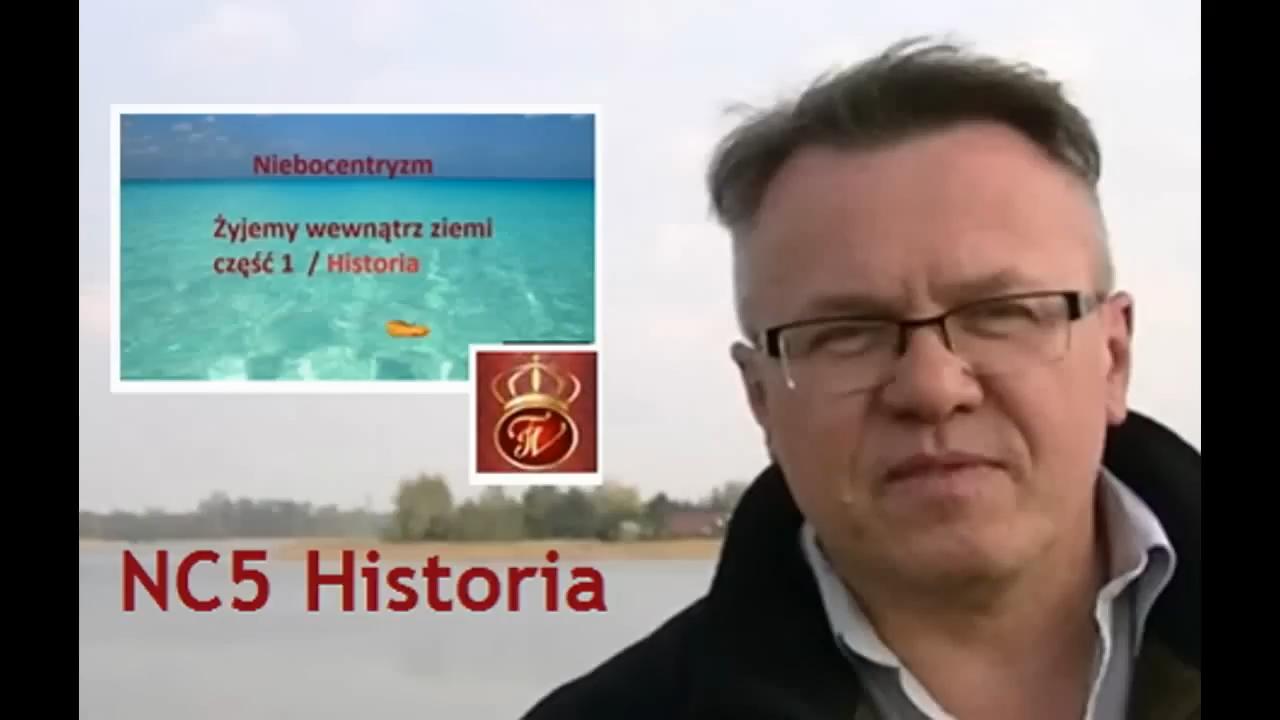 Niebocentryzm
Żyjemy wewnątrz ziemi
część 1 / Historia
NC5 Historia